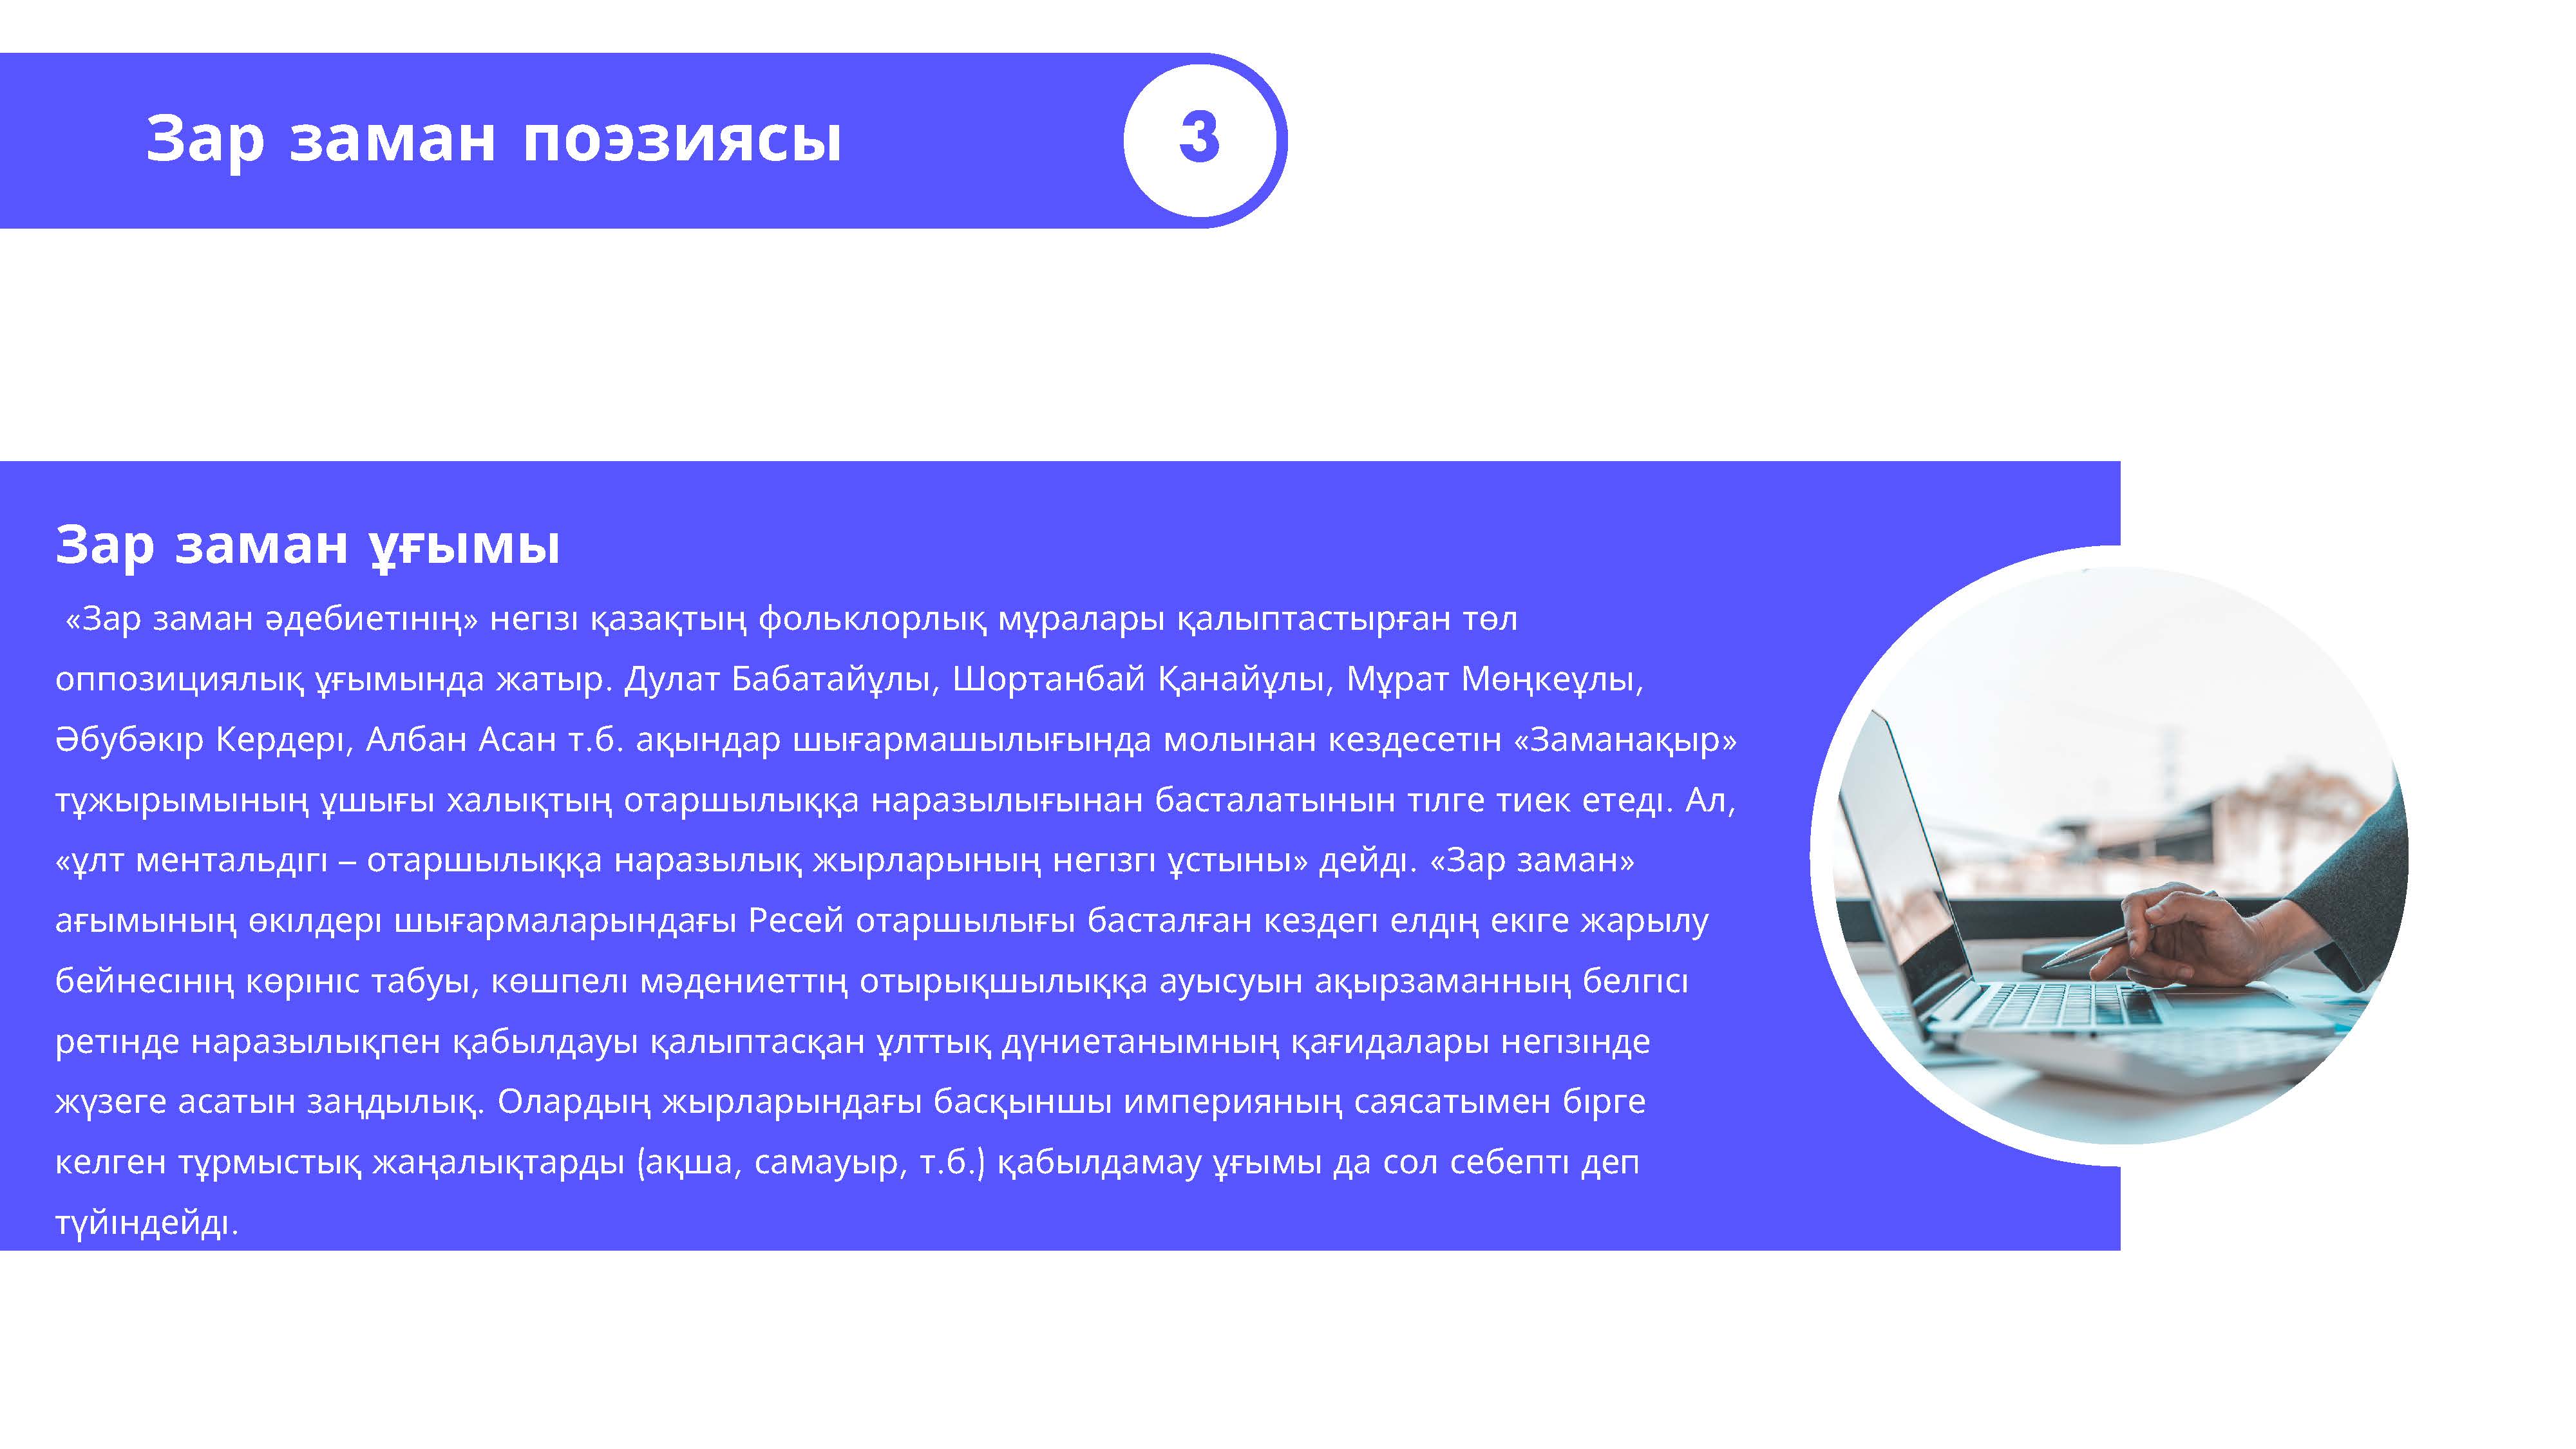 Зар заман поэзиясы
3
Зар заман ұғымы
«Зар заман әдебиетінің» негізі қазақтың фольклорлық мұралары қалыптастырған төл
оппозициялық ұғымында жатыр. Дулат Бабатайұлы, Шортанбай Қанайұлы, Мұрат Мөңкеұлы,
Әбубәкір Кердері, Албан Асан т.б. ақындар шығармашылығында молынан кездесетін «Заманақыр»
тұжырымының ұшығы халықтың отаршылыққа наразылығынан басталатынын тілге тиек етеді. Ал,
«ұлт ментальдігі – отаршылыққа наразылық жырларының негізгі ұстыны» дейді. «Зар заман»
ағымының өкілдері шығармаларындағы Ресей отаршылығы басталған кездегі елдің екіге жарылу
бейнесінің көрініс табуы, көшпелі мәдениеттің отырықшылыққа ауысуын ақырзаманның белгісі
ретінде наразылықпен қабылдауы қалыптасқан ұлттық дүниетанымның қағидалары негізінде
жүзеге асатын заңдылық. Олардың жырларындағы басқыншы империяның саясатымен бірге
келген тұрмыстық жаңалықтарды (ақша, самауыр, т.б.) қабылдамау ұғымы да сол себепті деп
түйіндейді.